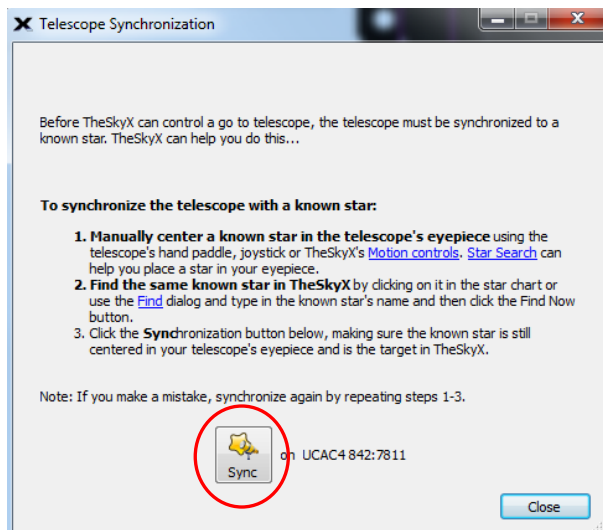 Telescope Synchronization
Before TheSkyX can control a go to telescope, the telescope must be synchronized to a
known star. TheSkyX can help you do this...
To synchronize the telescope with a known star:
1. Manually center a known star in the telescope's eyepiece using the
telescope's hand paddle, joystick or TheSkyX's Motion controls. Star Search can
help you place a star in your eyepiece.
2. Find the same known star in TheSkyX by clicking on it in the star chart or
use the Find dialog and type in the known star's name and then click the Find Now
button.
3. Click the Synchronization button below, making sure the known star is still
centered in your telescope's eyepiece and is the target in TheSkyX.
Note: If you make a mistake, synchronize again by repeating steps 1-3.
Sync
on UCAC4 842:7811
Close